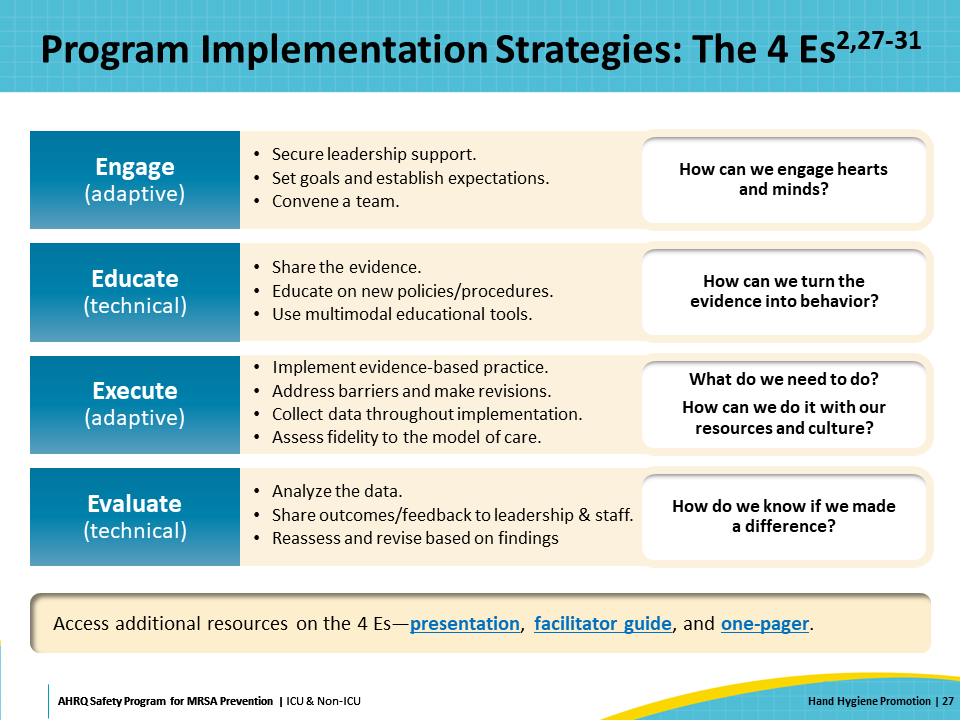 Program Implementation Strategies: The 4 Es2,27-31
Engage
(adaptive)
• Secure leadership support.
• Set goals and establish expectations.
• Convene a team.
How can we engage hearts
and minds?
Educate
(technical)
• Share the evidence.
• Educate on new policies/procedures.
• Use multimodal educational tools.
How can we turn the
evidence into behavior?
Execute
(adaptive)
• Implement evidence-based practice.
• Address barriers and make revisions.
• Collect data throughout implementation.
• Assess fidelity to the model of care.
What do we need to do?
How can we do it with our
resources and culture?
Evaluate
(technical)
• Analyze the data.
• Share outcomes/feedback to leadership & staff.
• Reassess and revise based on findings
How do we know if we made
a difference?
Access additional resources on the 4 Es—presentation, facilitator guide, and one-pager.
AHRQ Safety Program for MRSA Prevention | ICU & Non-ICU
Hand Hygiene Promotion | 27